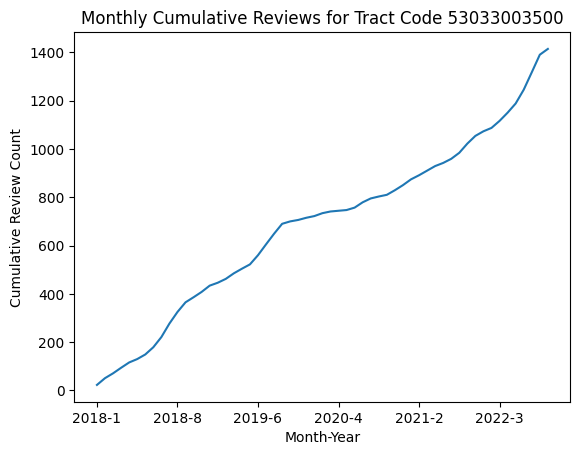 Monthly Cumulative Reviews for Tract Code 53033003500
Cumulative Review Count
1400
1200
1000
800
600
400
200
0
2018-1 2018-8 2019-6 2020-4 2021-2 2022-3
Month-Year